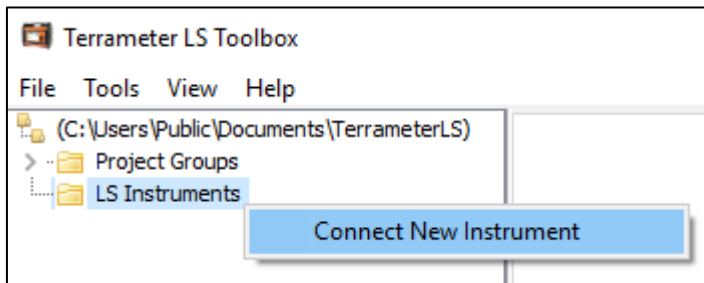 Terrameter LS Toolbox
File Tools View Help
(C:\Users\Public\Documents\TerrameterLS)
Project Groups
LS Instruments
Connect New Instrument